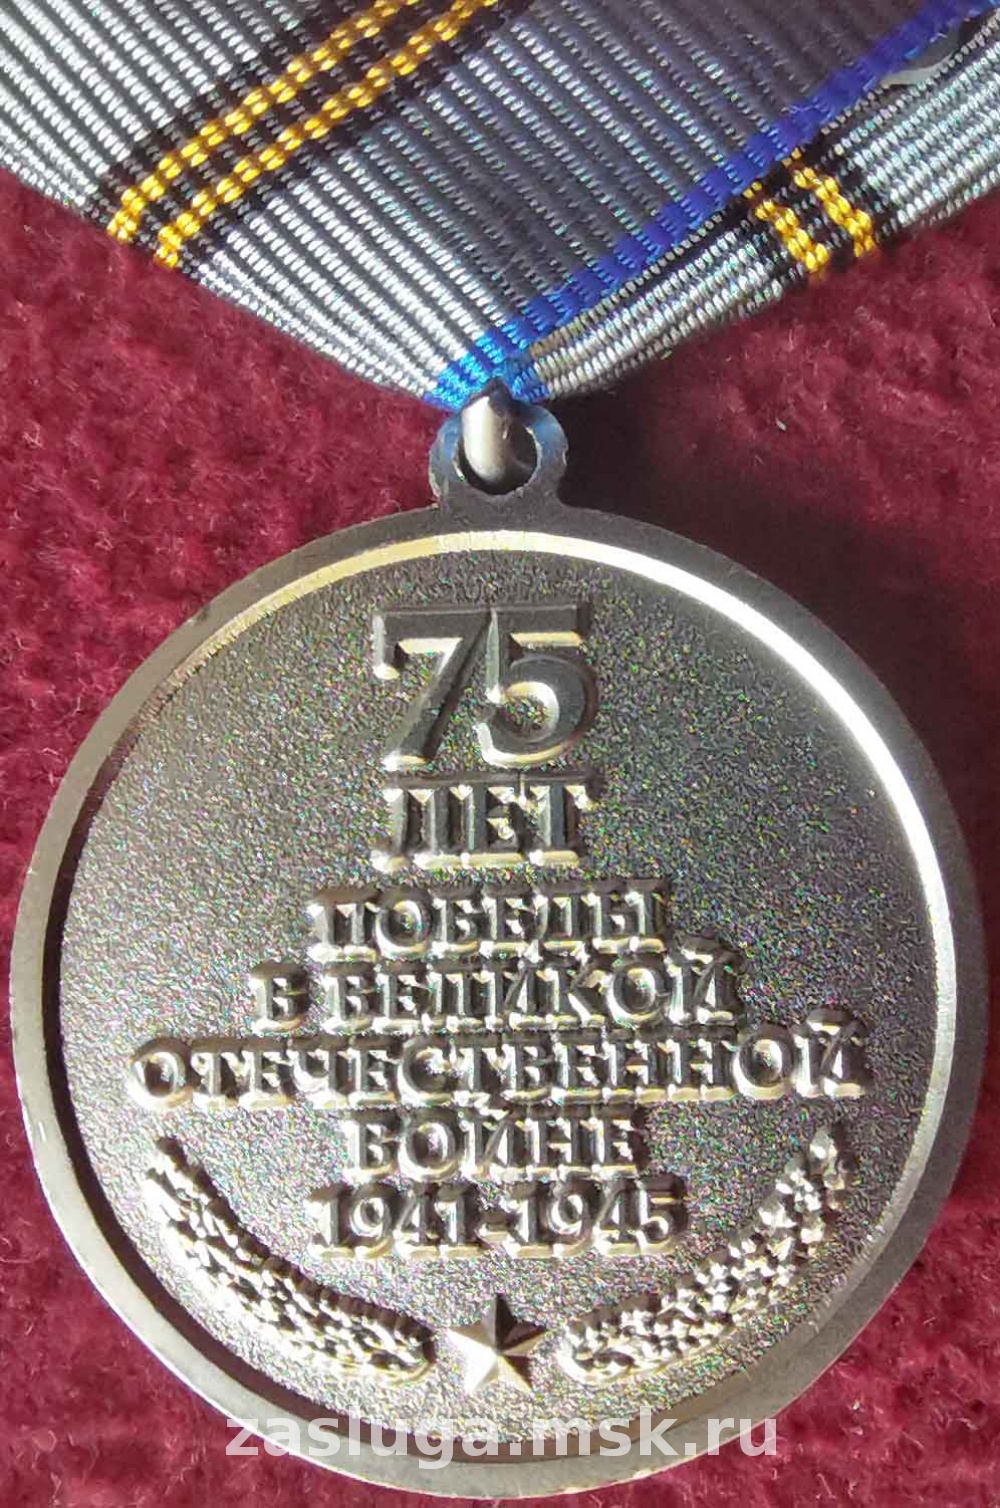 75
ЛЕТ
ПОБЕДЫ
В ВЕЛИКОЙ
ОТЕЧЕСТВЕННОЙ
ВОЙНЕ
1941-1945
zasluga.msk.ru